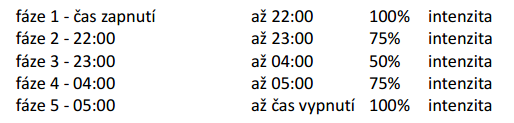 fáze 1 - čas zapnutí až 22:00 100% intenzita
fáze 2 - 22:00 až 23:00 75% intenzita
fáze 3 - 23:00 až 04:00 50% intenzita
fáze 4 - 04:00 až 05:00 75% intenzita
fáze 5 - 05:00 až čas vypnutí 100% intenzita